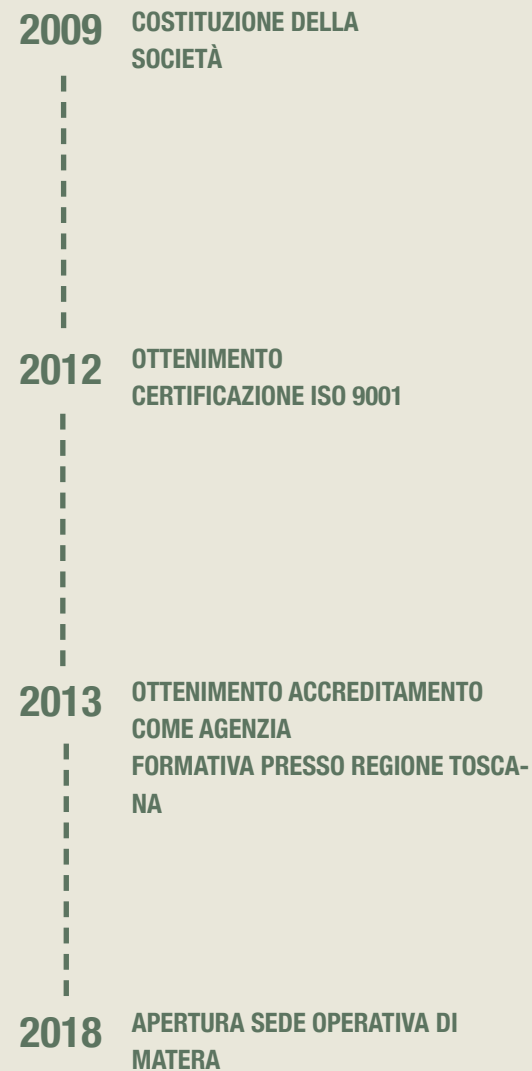 2009
COSTITUZIONE DELLA
SOCIETÀ
2012
OTTENIMENTO
CERTIFICAZIONE ISO 9001
2013
OTTENIMENTO ACCREDITAMENTO
COME AGENZIA
FORMATIVA PRESSO REGIONE TOSCA-
NA
2018
APERTURA SEDE OPERATIVA DI
MATERA